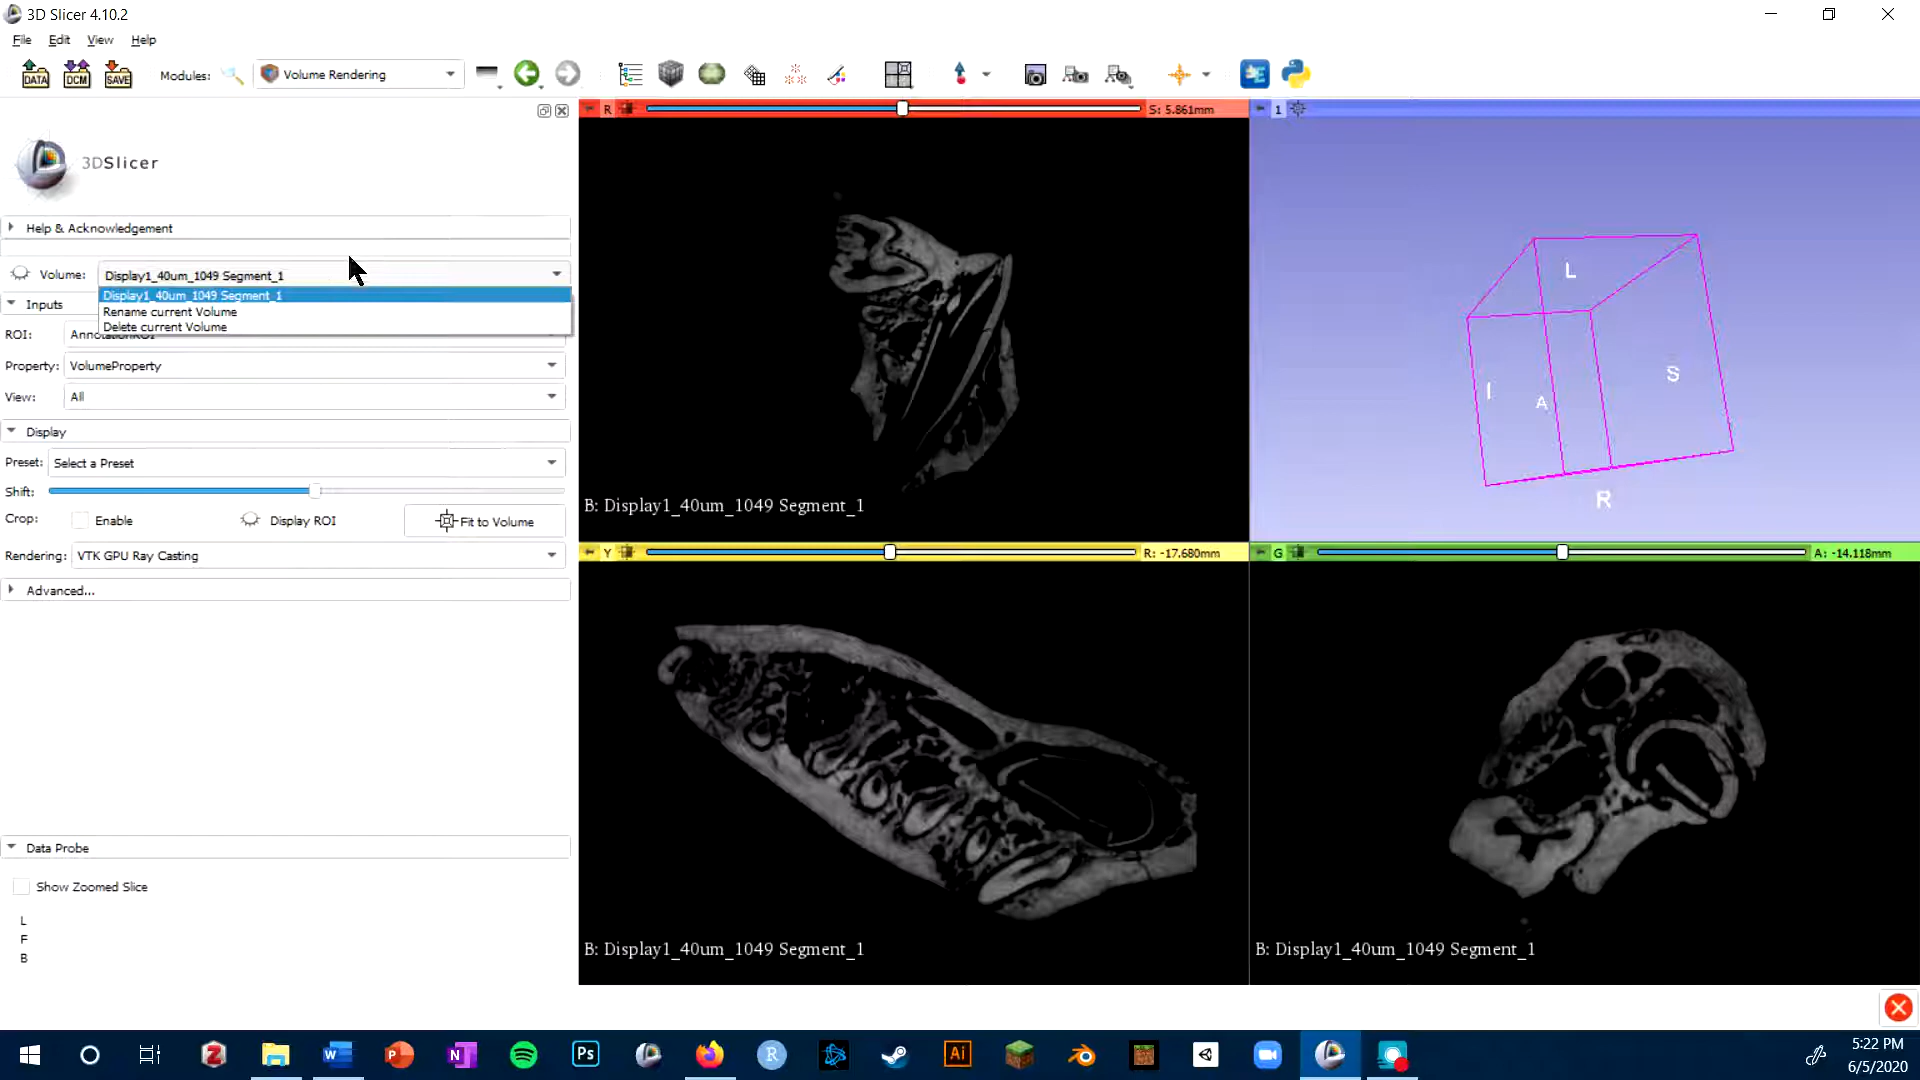 3D Slicer 4.10.2
File Edit View Help
DATA DCM SAVE Modules: Volume Rendering
3DSlicer
Help & Acknowledgement
Volume: Display1_40um_1049 Segment_1
Display1_40um_1049 Segment_1
Rename current Volume
Delete current Volume
Inputs
ROI: AnnotationROI
Property: VolumeProperty
View: All
Display
Preset: Select a Preset
Shift:
Crop: Enable Display ROI Fit to Volume
Rendering: VTK GPU Ray Casting
Advanced...
Data Probe
Show Zoomed Slice
L
F
B
R S: 5.861mm
B: Display1_40um_1049 Segment_1
1
L
I
A
S
R
Y R: -17.680mm
B: Display1_40um_1049 Segment_1
G A: -14.118mm
B: Display1_40um_1049 Segment_1
5:22 PM
6/5/2020
Z W P N Ps R Ai